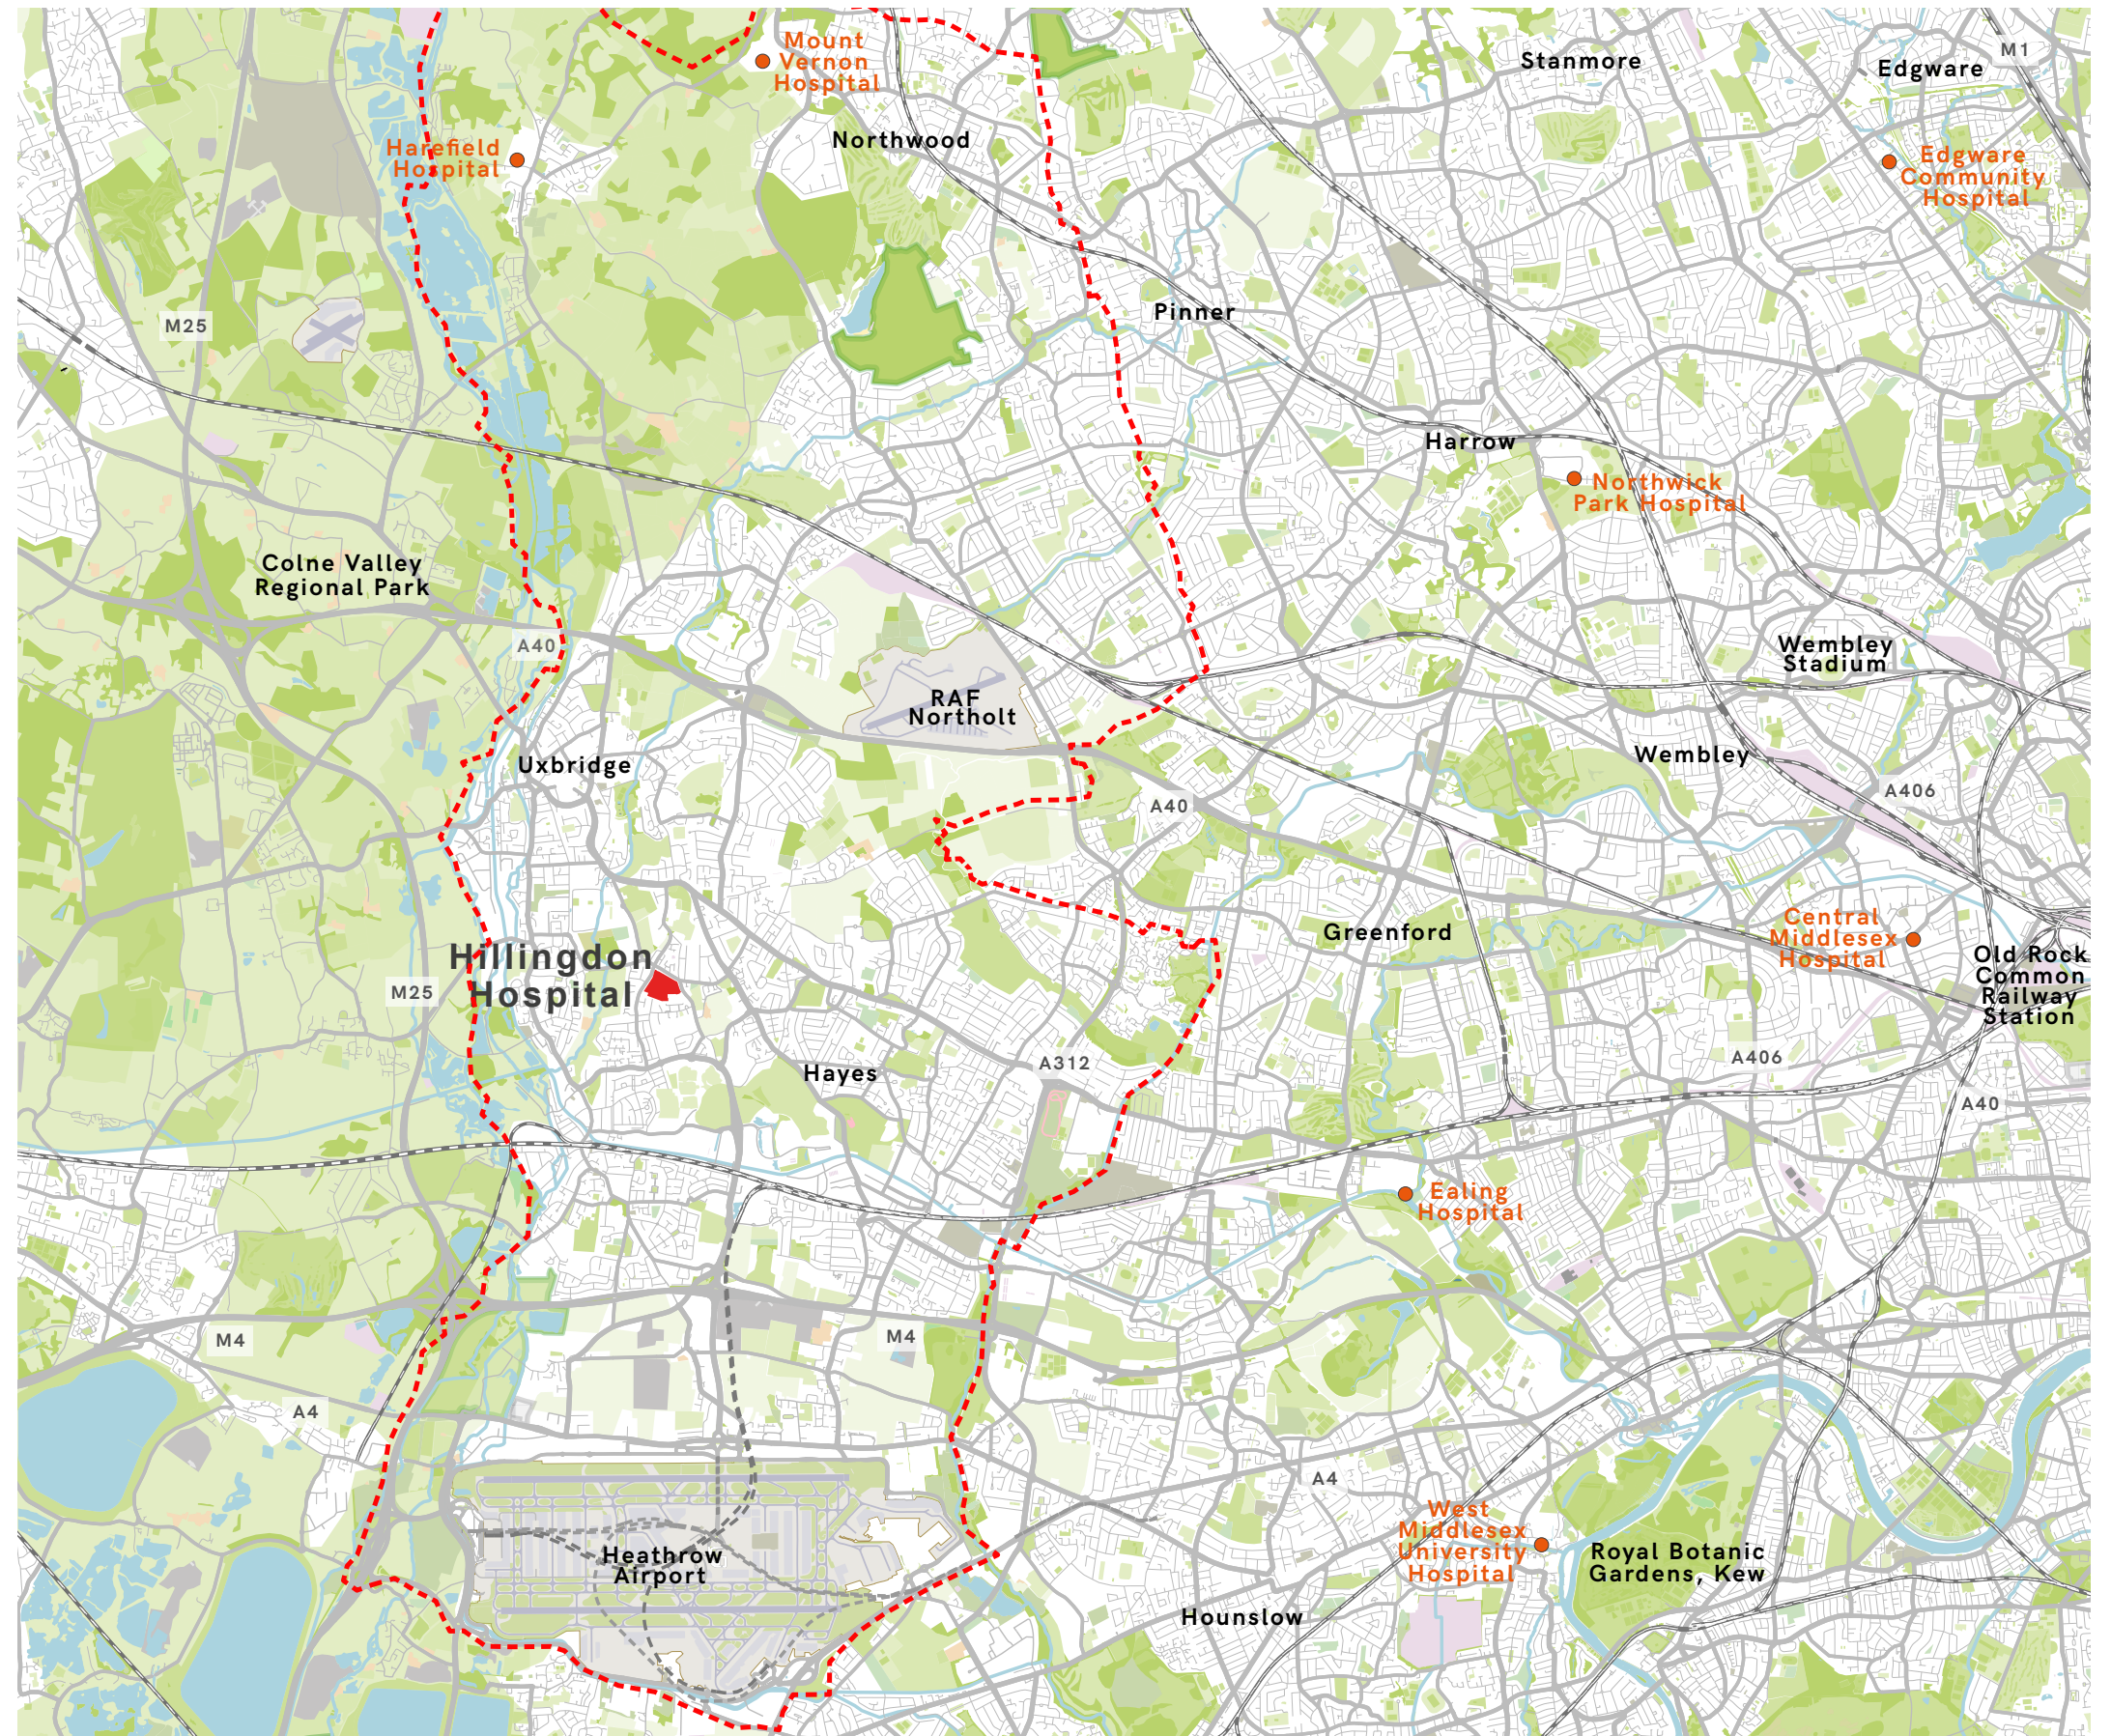 Mount
Vernon
Hospital
Stanmore
Edgware
M1
Northwood
Harefield
Hospital
Edgware
Community
Hospital
Pinner
M25
Harrow
Northwick
Park Hospital
Colne Valley
Regional Park
A40
Wembley
Stadium
RAF
Northolt
Uxbridge
Wembley
A406
A40
Greenford
Central
Middlesex
Hospital
Hillingdon
Hospital
M25
Old Rock
Common
Railway
Station
Hayes
A312
A406
A40
Ealing
Hospital
M4
M4
A4
A4
West
Middlesex
University
Hospital
Heathrow
Airport
Royal Botanic
Gardens, Kew
Hounslow